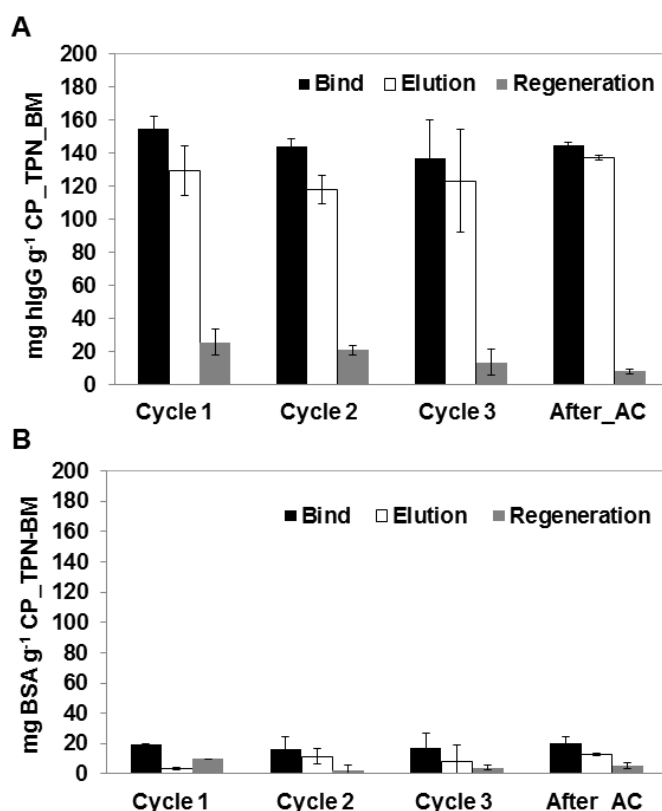 A
mg hIgG g⁻¹ CP_TPN_BM
200
180
160
140
120
100
80
60
40
20
0
Bind Elution Regeneration
Cycle 1 Cycle 2 Cycle 3 After_AC
B
mg BSA g⁻¹ CP_TPN-BM
200
180
160
140
120
100
80
60
40
20
0
Bind Elution Regeneration
Cycle 1 Cycle 2 Cycle 3 After_AC